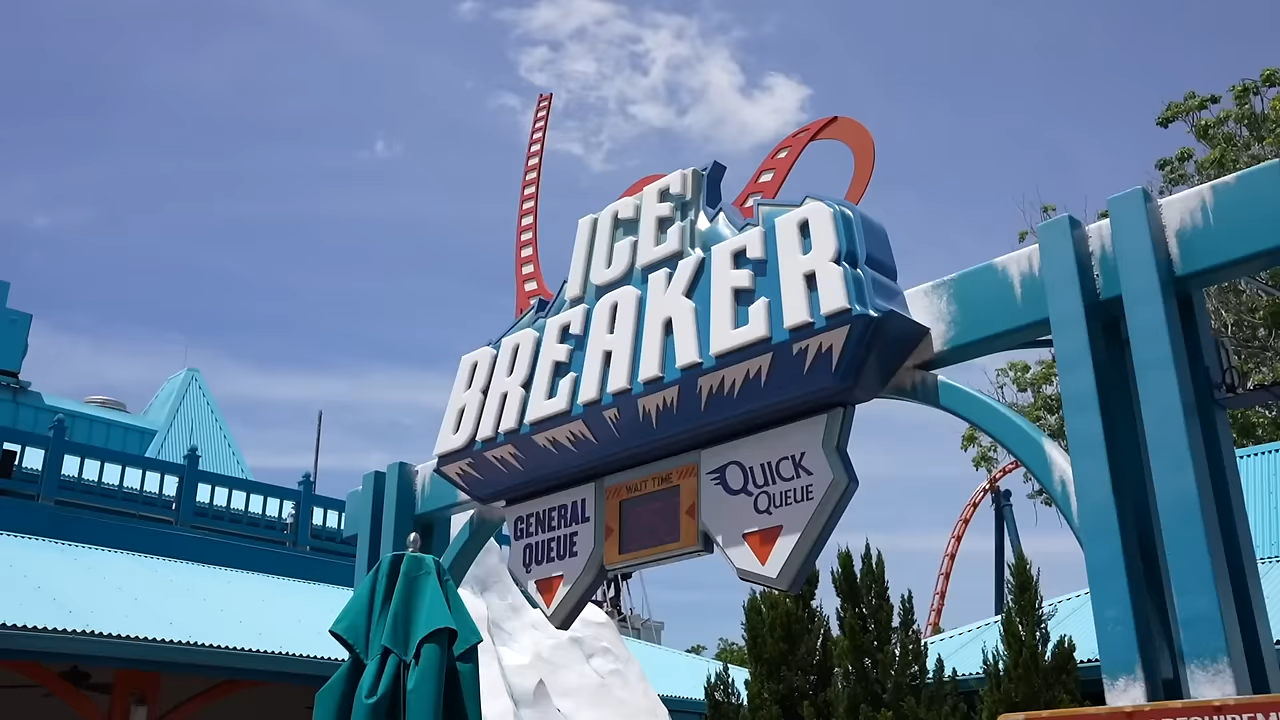 ICE
BREAKER
GENERAL
QUEUE
WAIT TIME
QUICK
QUEUE